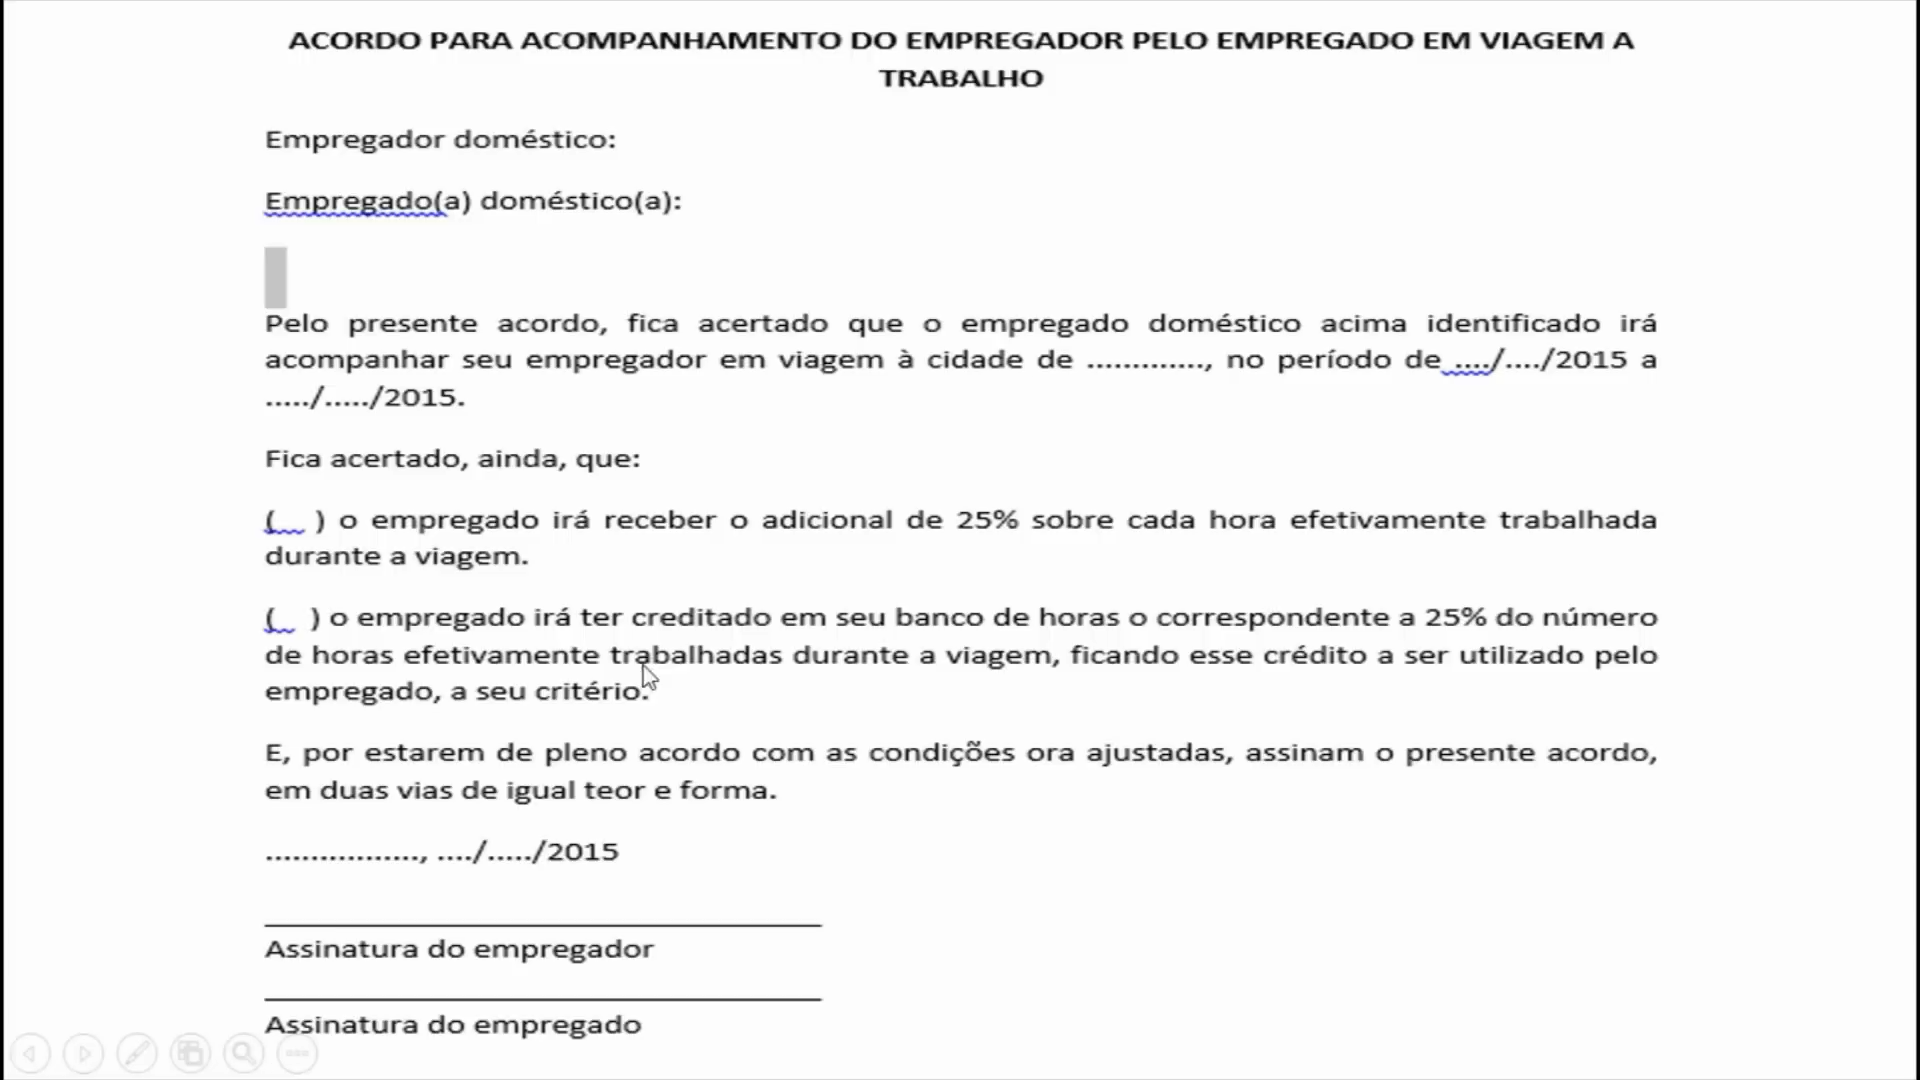 ACORDO PARA ACOMPANHAMENTO DO EMPREGADOR PELO EMPREGADO EM VIAGEM A
TRABALHO
Empregador doméstico:
Empregado(a) doméstico(a):
Pelo presente acordo, fica acertado que o empregado doméstico acima identificado irá
acompanhar seu empregador em viagem à cidade de ............., no período de ..../..../2015 a
...../...../2015.
Fica acertado, ainda, que:
(   ) o empregado irá receber o adicional de 25% sobre cada hora efetivamente trabalhada
durante a viagem.
(   ) o empregado irá ter creditado em seu banco de horas o correspondente a 25% do número
de horas efetivamente trabalhadas durante a viagem, ficando esse crédito a ser utilizado pelo
empregado, a seu critério.
E, por estarem de pleno acordo com as condições ora ajustadas, assinam o presente acordo,
em duas vias de igual teor e forma.
................., ..../...../2015
Assinatura do empregador
Assinatura do empregado